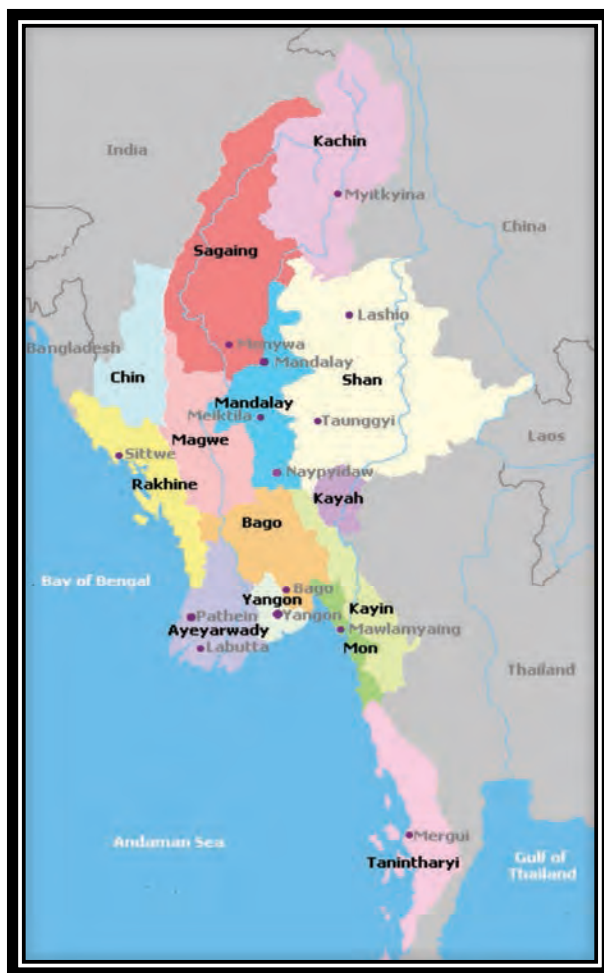 Kachin
India
Myitkyina
China
Sagaing
Lashio
Bangladesh
Monywa
Mandalay
Chin
Shan
Mandalay
Meiktila
Taunggyi
Magwe
Laos
Sittwe
Naypyidaw
Rakhine
Kayah
Bago
Bay of Bengal
Bago
Yangon
Kayin
Pathein
Yangon
Ayeyarwady
Mawlamyaing
Labutta
Mon
Thailand
Andaman Sea
Mergui
Tanintharyi
Gulf of
Thailand